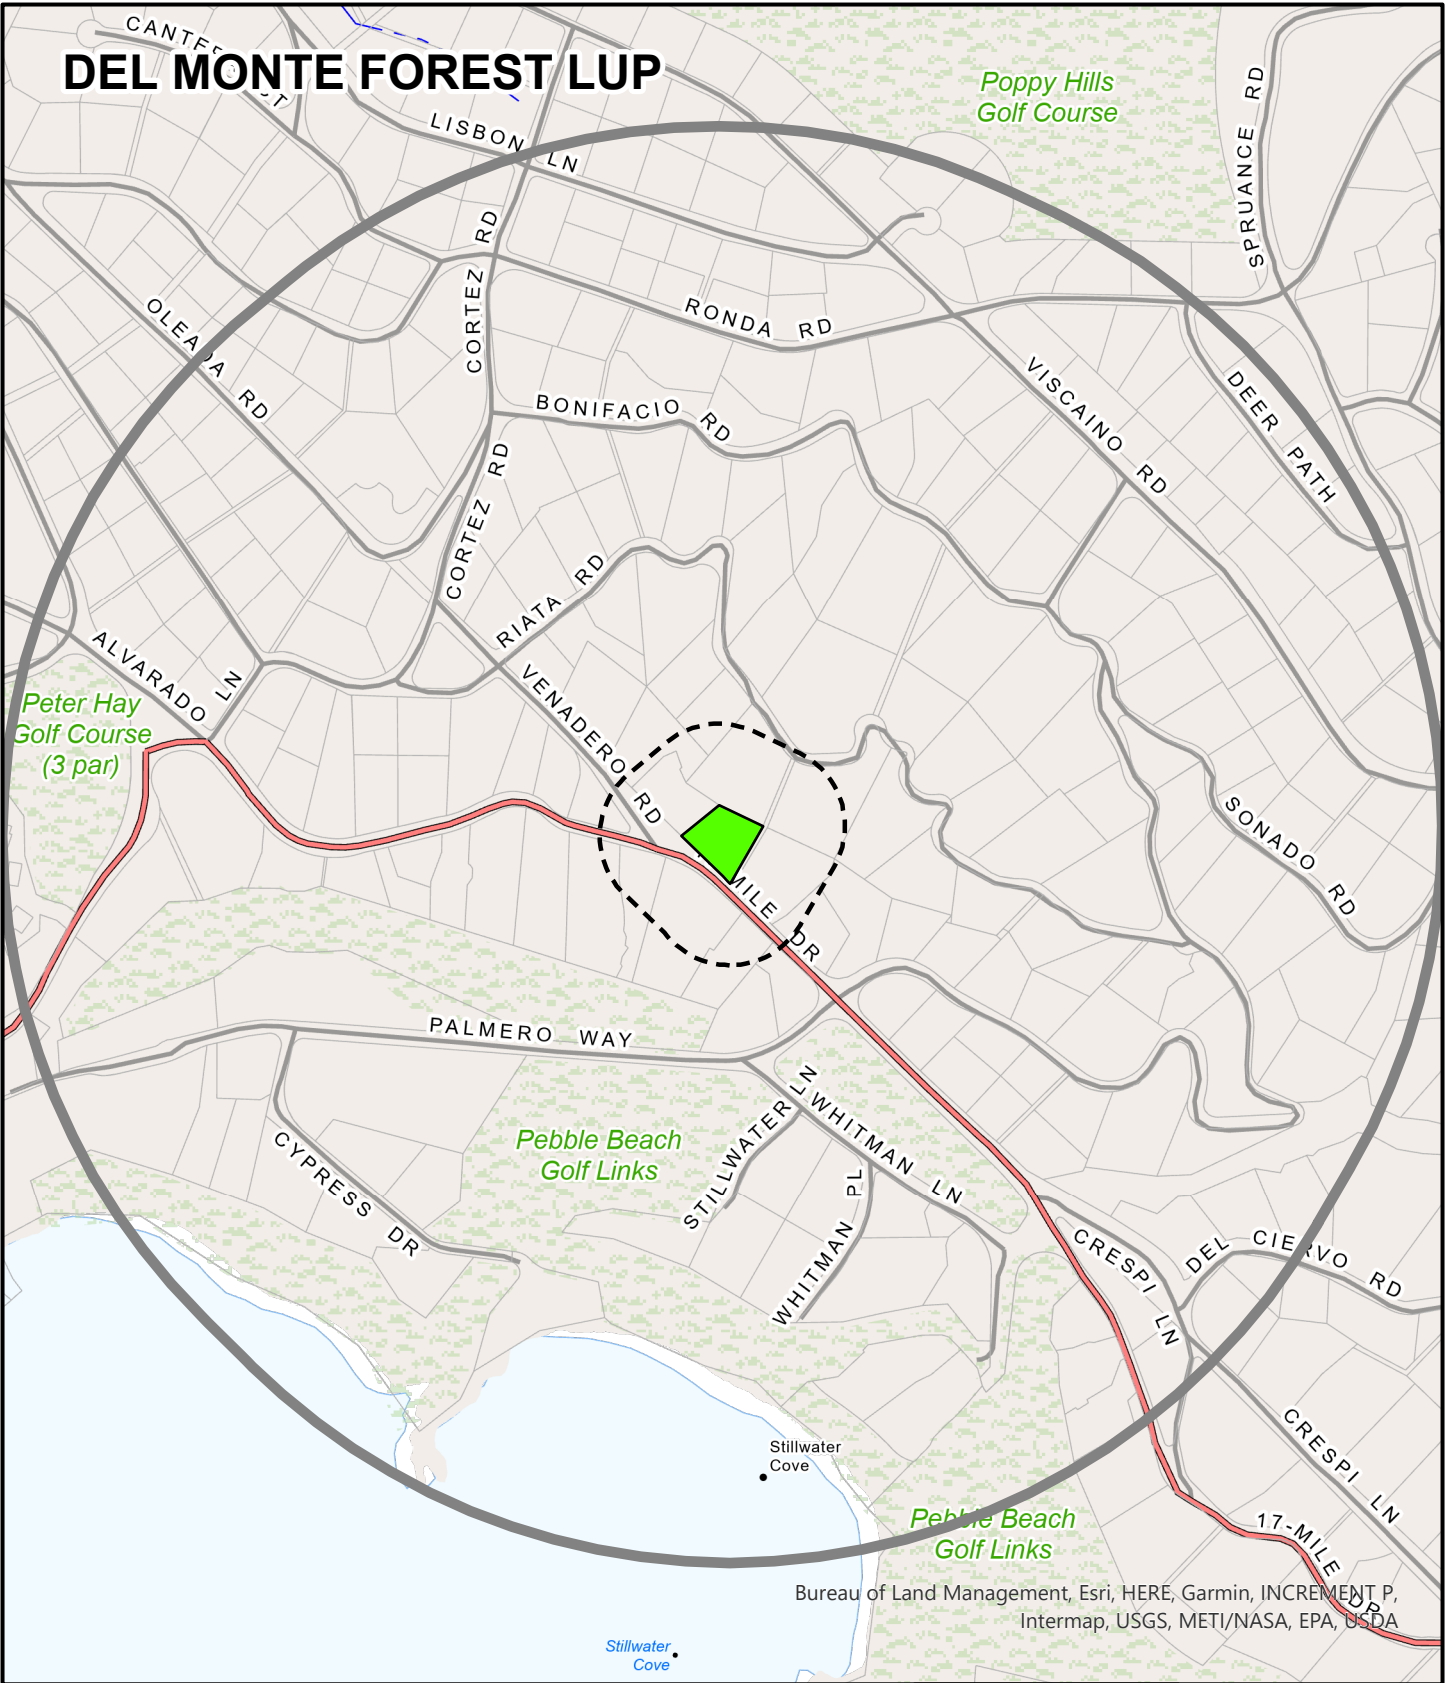 CANTE CT
DEL MONTE FOREST LUP
Poppy Hills
Golf Course
SPRUANCE RD
LISBON LN
CORTEZ RD
CORTEZ RD
OLEADA RD
RONDA RD
VISCAINO RD
DEER PATH
BONIFACIO RD
CORTEZ RD
RIATA RD
ALVARADO LN
VENADERO RD
Peter Hay
Golf Course
(3 par)
SONADO RD
MILE DR
PALMERO WAY
STILLWATER LN
WHITMAN LN
Pebble Beach
Golf Links
CYPRESS DR
WHITMAN PL
CRESPI LN
DEL CIERVO RD
CRESPI LN
Stillwater
Cove
Pebble Beach
Golf Links
17-MILE DR
Bureau of Land Management, Esri, HERE, Garmin, INCREMENT P,
Intermap, USGS, METI/NASA, EPA, USDA
Stillwater
Cove